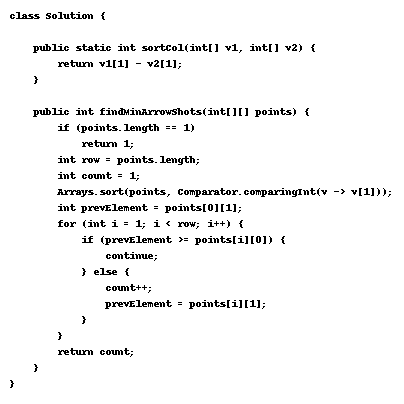 class Solution {
public static int sortCol(int[] v1, int[] v2) {
return v1[1] - v2[1];
}
public int findMinArrowShots(int[][] points) {
if (points.length == 1)
return 1;
int row = points.length;
int count = 1;
Arrays.sort(points, Comparator.comparingInt(v -> v[1]));
int prevElement = points[0][1];
for (int i = 1; i < row; i++) {
if (prevElement >= points[i][0]) {
continue;
} else {
count++;
prevElement = points[i][1];
}
}
return count;
}
}